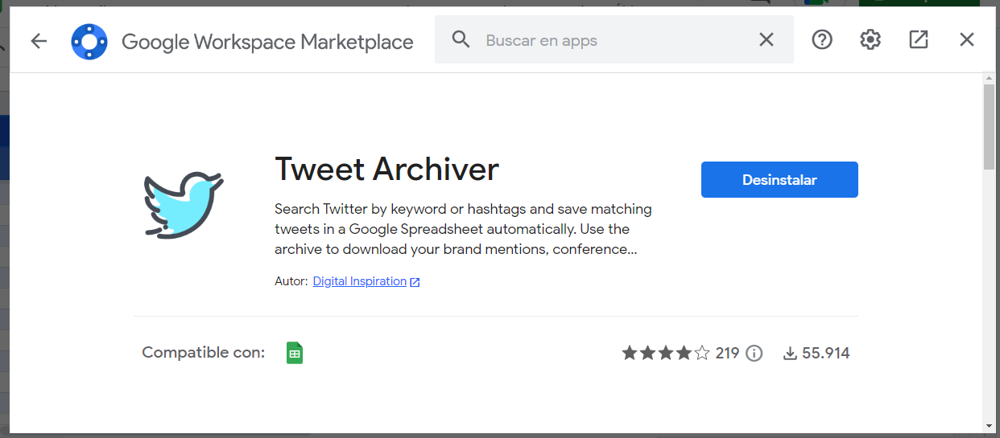 Google Workspace Marketplace
Buscar en apps
Tweet Archiver
Desinstalar
Search Twitter by keyword or hashtags and save matching
tweets in a Google Spreadsheet automatically. Use the
archive to download your brand mentions, conference...
Autor: Digital Inspiration
Compatible con:
219
55.914